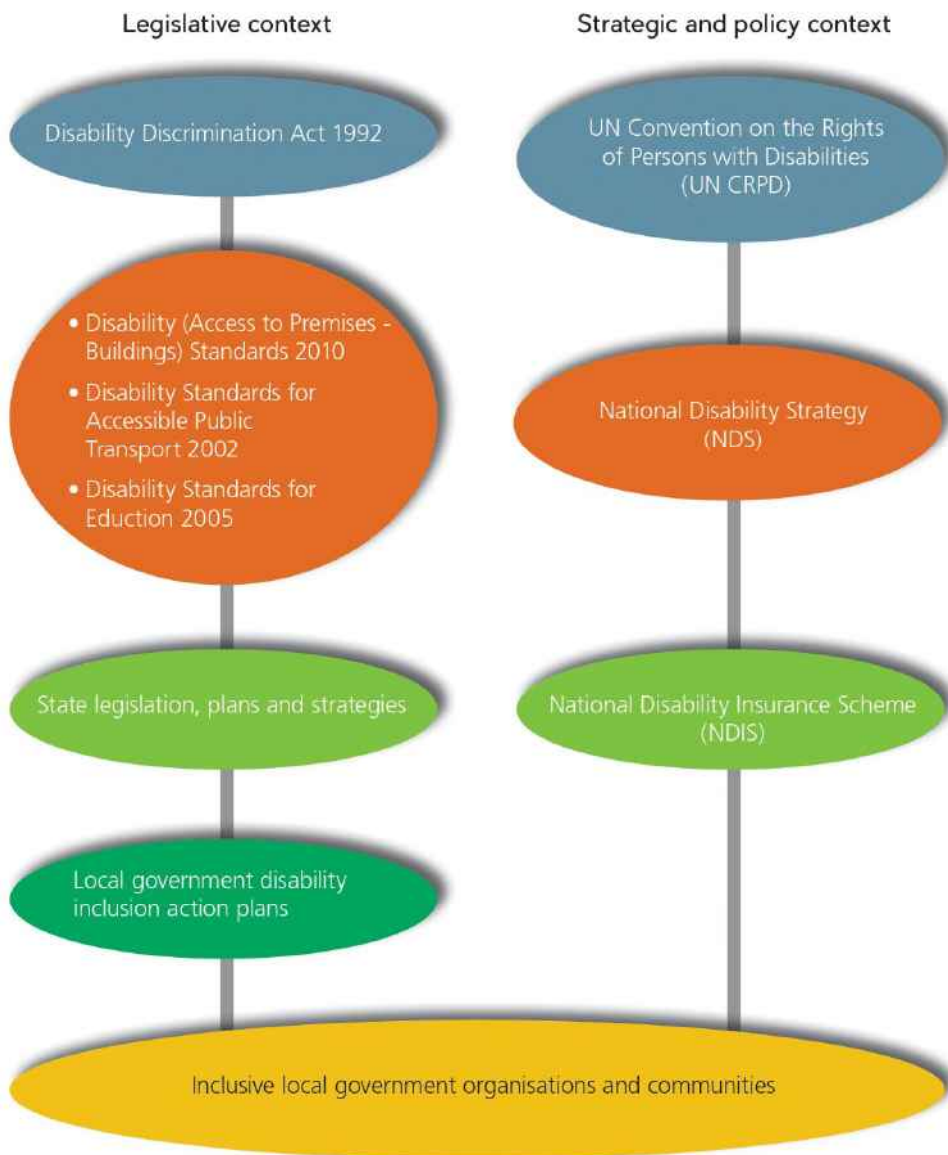 Legislative context
Disability Discrimination Act 1992
• Disability (Access to Premises -
Buildings) Standards 2010
• Disability Standards for
Accessible Public
Transport 2002
• Disability Standards for
Eduction 2005
State legislation, plans and strategies
Local government disability
inclusion action plans
Strategic and policy context
UN Convention on the Rights
of Persons with Disabilities
(UN CRPD)
National Disability Strategy
(NDS)
National Disability Insurance Scheme
(NDIS)
Inclusive local government organisations and communities